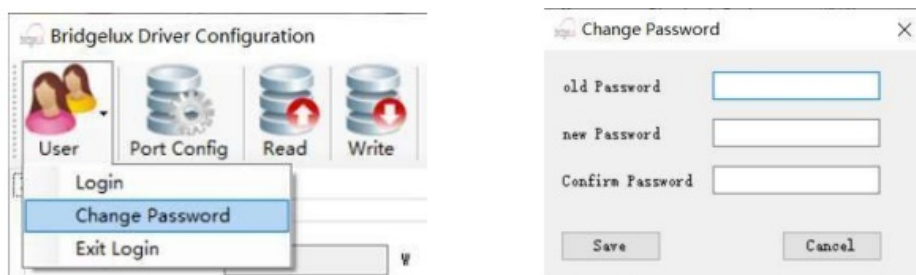 Bridgelux Driver Configuration
User
Port Config
Read
Write
Login
Change Password
Exit Login
W
Change Password
old Password
new Password
Confirm Password
Save
Cancel